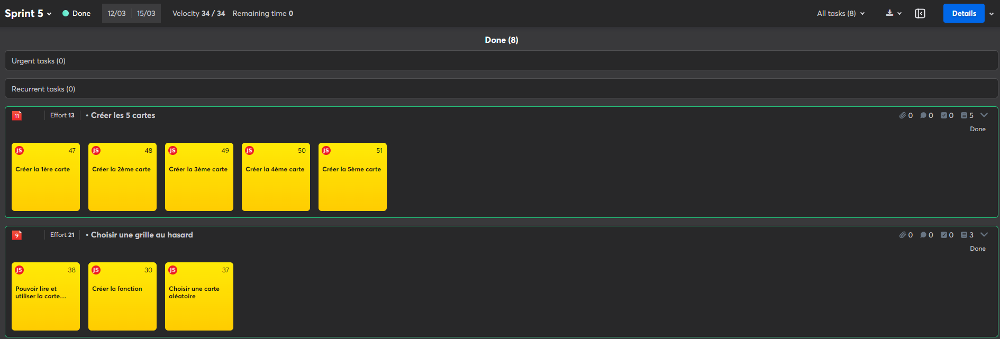 Sprint 5 Done 12/03 15/03 Velocity 34 / 34 Remaining time 0 All tasks (8) Details
Done (8)
Urgent tasks (0)
Recurrent tasks (0)
11 Effort 13 • Créer les 5 cartes 0 0 0 5
Done
JS 47 JS 48 JS 49 JS 50 JS 51
Créer la 1ère carte Créer la 2ème carte Créer la 3ème carte Créer la 4ème carte Créer la 5ème carte
9 Effort 21 • Choisir une grille au hasard 0 0 0 3
Done
JS 38 JS 30 JS 37
Pouvoir lire et Créer la fonction Choisir une carte
utiliser la carte... aléatoire